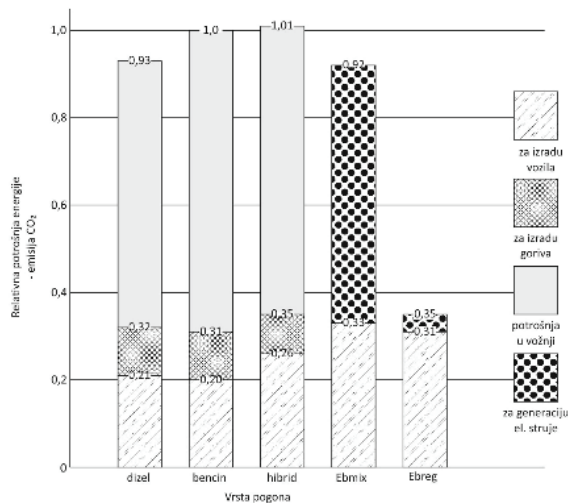 1,0
0,8
0,6
0,4
0,2
0
Relativna potrošnja energije
- emisija CO₂
0,93
0,32
0,21
1,0
0,31
0,20
1,01
0,35
0,26
0,92
0,33
0,35
0,31
dizel
bencin
hibrid
Ebmix
Ebreg
Vrsta pogona
za izradu
vozila
za izradu
goriva
potrošnja
u vožnji
za generaciju
el. struje